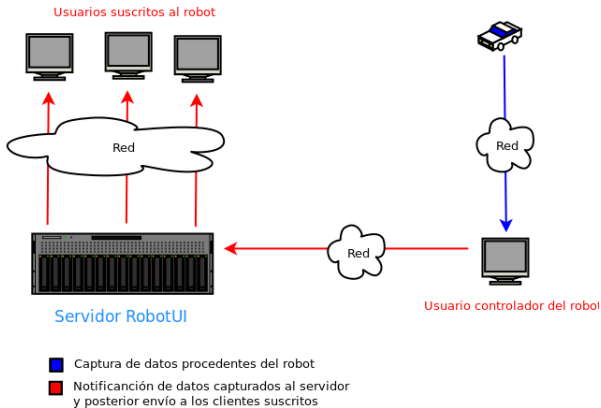 Usuarios suscritos al robot
Red
Red
Red
Usuario controlador del robot
Servidor RobotUI
Captura de datos procedentes del robot
Notificanción de datos capturados al servidor
y posterior envío a los clientes suscritos